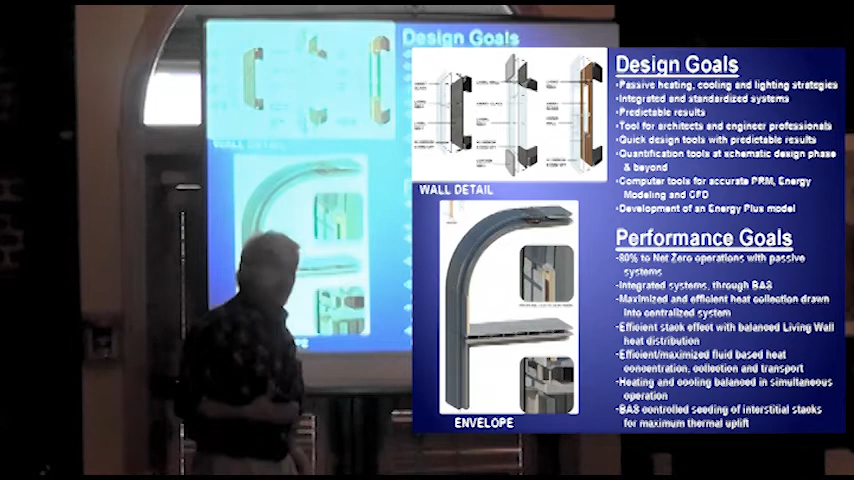 Design Goals
Design Goals
•Passive heating, cooling and lighting strategies
•Integrated and standardized systems
•Predictable results
•Tool for architects and engineer professionals
•Quick design tools with predictable results
•Quantification tools at schematic design phase
& beyond
•Computer tools for accurate PRM, Energy
Modeling and CFD
•Development of an Energy Plus model
WALL DETAIL
WALL DETAIL
Performance Goals
•80% to Net Zero operations with passive
systems
•Integrated systems, through BAS
•Maximized and efficient heat collection drawn
into centralized system
•Efficient stack effect with balanced Living Wall
heat distribution
•Efficient/maximized fluid based heat
concentration, collection and transport
•Heating and cooling balanced in simultaneous
operation
•BAS controlled seeding of interstitial stacks
for maximum thermal uplift
ENVELOPE